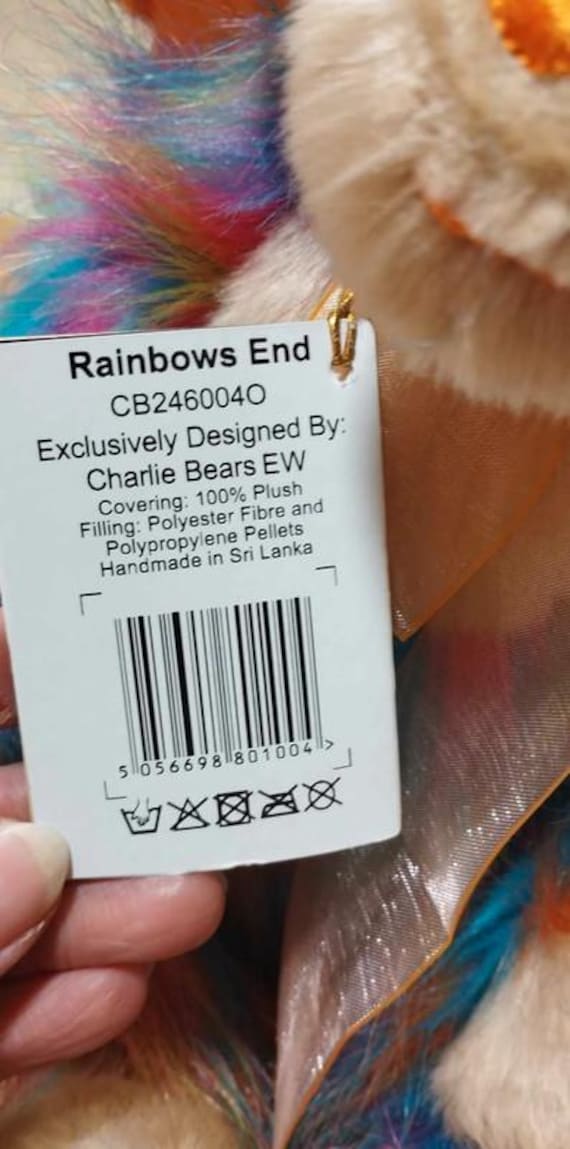 Rainbows End
CB246004O
Exclusively Designed By:
Charlie Bears EW
Covering: 100% Plush
Filling: Polyester Fibre and
Polypropylene Pellets
Handmade in Sri Lanka
5 056698 801004 >